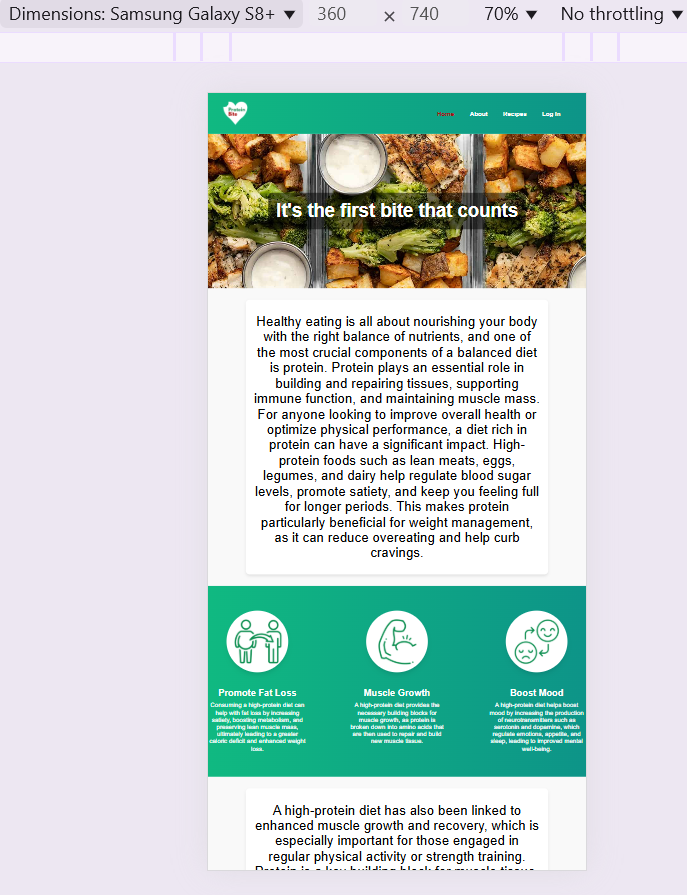 Dimensions: Samsung Galaxy S8+ ▼ 360 × 740 70% ▼ No throttling ▼
Protein
Bite
Home About Recipes Log In
It's the first bite that counts
Healthy eating is all about nourishing your body
with the right balance of nutrients, and one of
the most crucial components of a balanced diet
is protein. Protein plays an essential role in
building and repairing tissues, supporting
immune function, and maintaining muscle mass.
For anyone looking to improve overall health or
optimize physical performance, a diet rich in
protein can have a significant impact. High-
protein foods such as lean meats, eggs,
legumes, and dairy help regulate blood sugar
levels, promote satiety, and keep you feeling full
for longer periods. This makes protein
particularly beneficial for weight management,
as it can reduce overeating and help curb
cravings.
Promote Fat Loss
Consuming a high-protein diet can
help with fat loss by increasing
satiety, boosting metabolism, and
preserving lean muscle mass,
ultimately leading to a greater
caloric deficit and enhanced weight
loss.
Muscle Growth
A high-protein diet provides the
necessary building blocks for
muscle growth, as protein is
broken down into amino acids that
are then used to repair and build
new muscle tissue.
Boost Mood
A high-protein diet helps boost
mood by increasing the production
of neurotransmitters such as
serotonin and dopamine, which
regulate emotions, appetite, and
sleep, leading to improved mental
well-being.
A high-protein diet has also been linked to
enhanced muscle growth and recovery, which is
especially important for those engaged in
regular physical activity or strength training.
Protein is a key building block for muscle tissue,